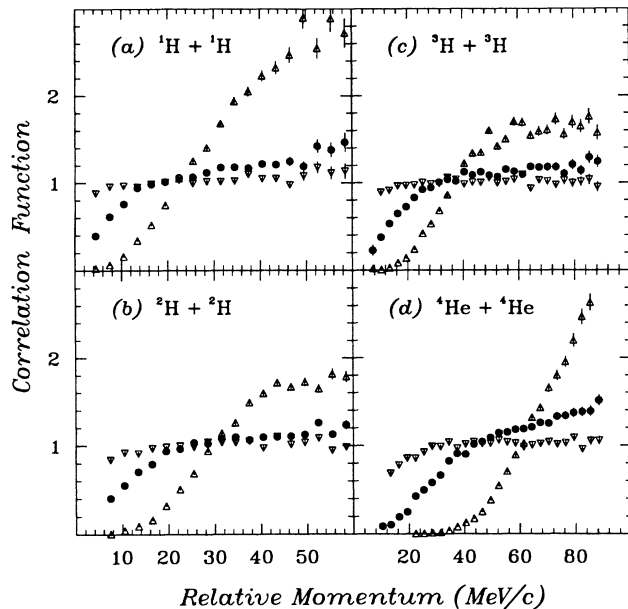 Correlation Function
(a) ¹H + ¹H
(c) ³H + ³H
2
1
(b) ²H + ²H
(d) ⁴He + ⁴He
2
1
10 20 30 40 50
20 40 60 80
Relative Momentum (MeV/c)